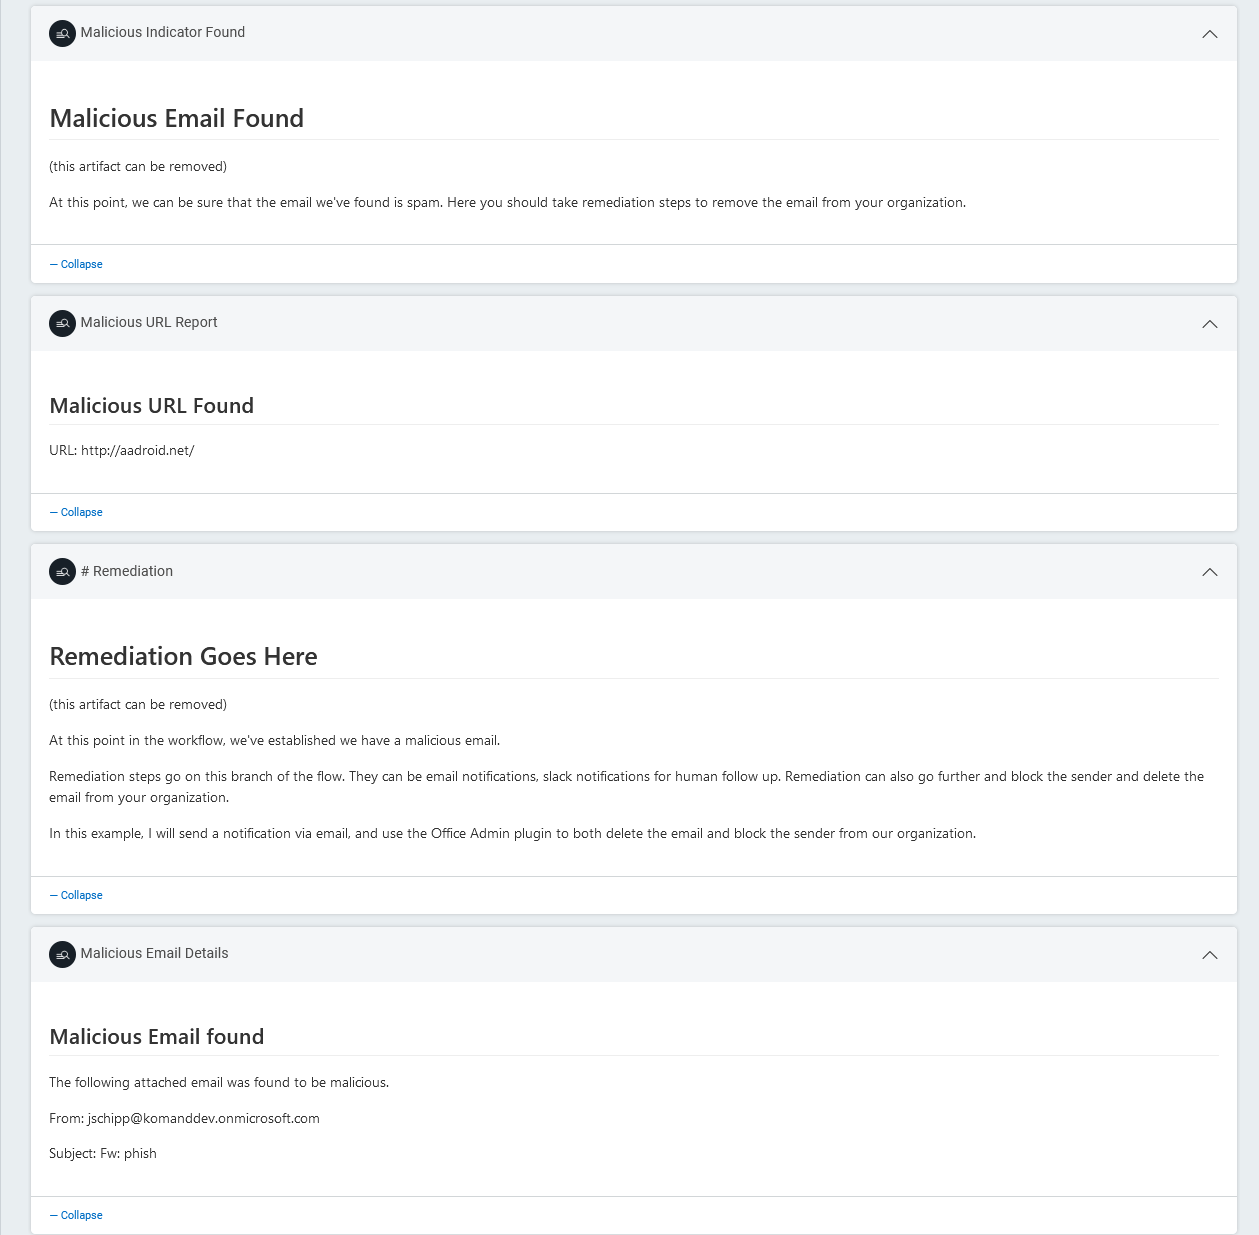 Malicious Indicator Found
Malicious Email Found
(this artifact can be removed)
At this point, we can be sure that the email we've found is spam. Here you should take remediation steps to remove the email from your organization.
— Collapse
Malicious URL Report
Malicious URL Found
URL: http://aadroid.net/
— Collapse
# Remediation
Remediation Goes Here
(this artifact can be removed)
At this point in the workflow, we've established we have a malicious email.
Remediation steps go on this branch of the flow. They can be email notifications, slack notifications for human follow up. Remediation can also go further and block the sender and delete the
email from your organization.
In this example, I will send a notification via email, and use the Office Admin plugin to both delete the email and block the sender from our organization.
— Collapse
Malicious Email Details
Malicious Email found
The following attached email was found to be malicious.
From: jschipp@komanddev.onmicrosoft.com
Subject: Fw: phish
— Collapse